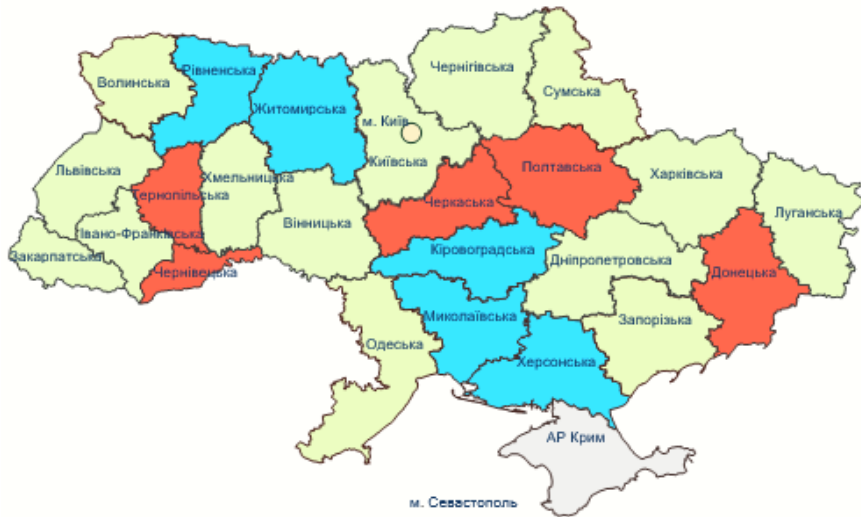 Чернігівська
Рівненська
Волинська
Сумська
Житомирська
м. Київ
Київська
Полтавська
Львівська
Хмельницька
Харківська
Тернопільська
Черкаська
Луганська
Вінницька
Івано-Франківська
Кіровоградська
Закарпатська
Дніпропетровська
Чернівецька
Донецька
Миколаївська
Запорізька
Одеська
Херсонська
АР Крим
м. Севастополь